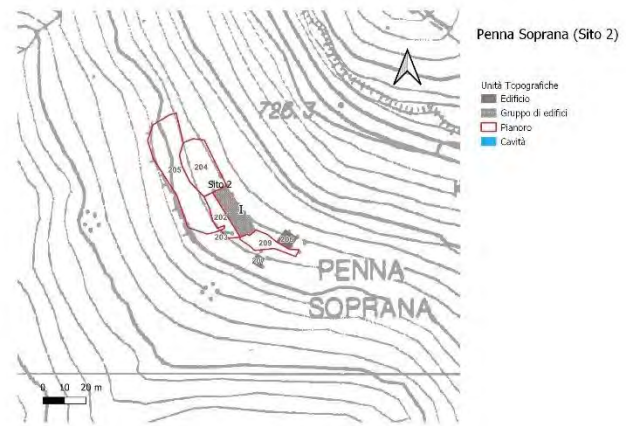 Penna Soprana (Sito 2)
Unità Topografiche
Edificio
Gruppo di edifici
Pianoro
Cavità
726.3
204
205
Sito 2
I
202
203
209
PENNA
SOPRANA
0 10 20 m